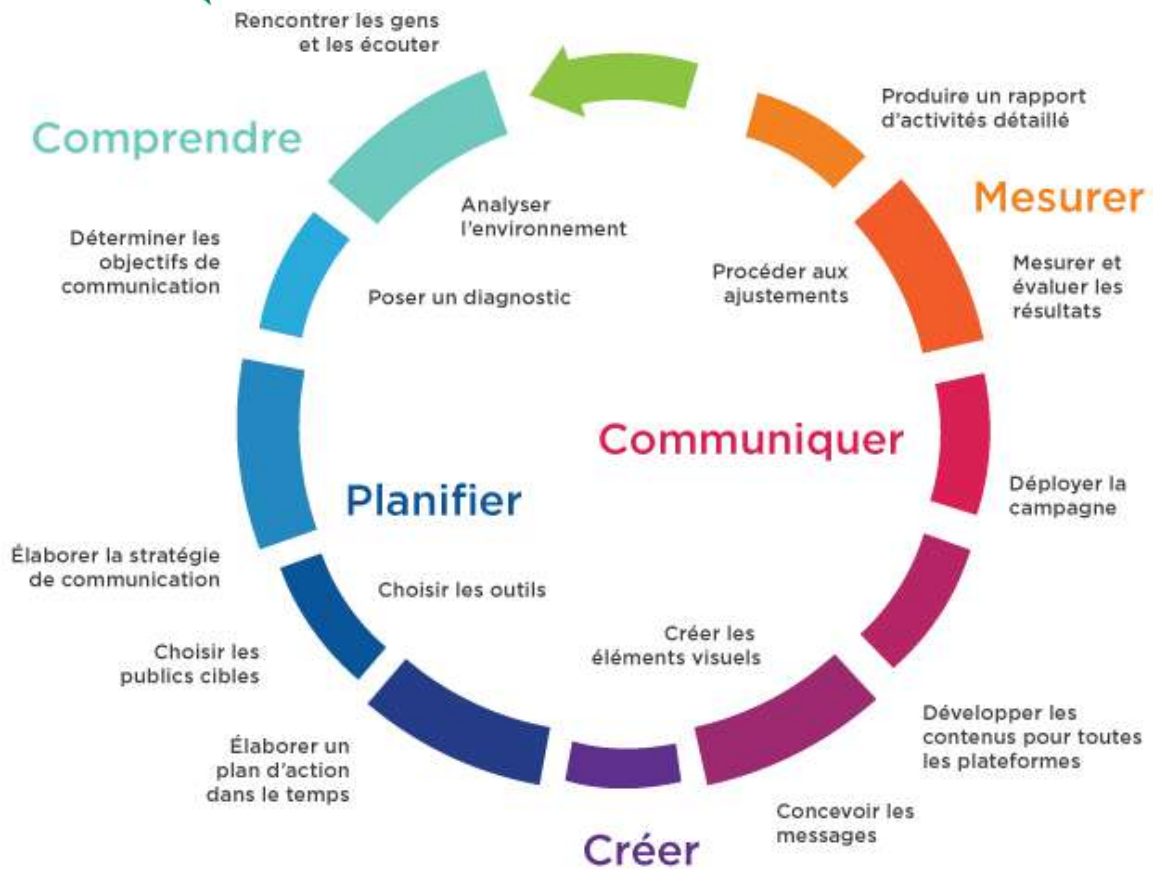 Rencontrer les gens
et les écouter
Comprendre
Analyser
l'environnement
Déterminer les
objectifs de
communication
Poser un diagnostic
Planifier
Élaborer la stratégie
de communication
Choisir les outils
Choisir les
publics cibles
Élaborer un
plan d'action
dans le temps
Créer
Concevoir les
messages
Créer les
éléments visuels
Développer les
contenus pour toutes
les plateformes
Communiquer
Déployer la
campagne
Mesurer
Mesurer et
évaluer les
résultats
Procéder aux
ajustements
Produire un rapport
d'activités détaillé